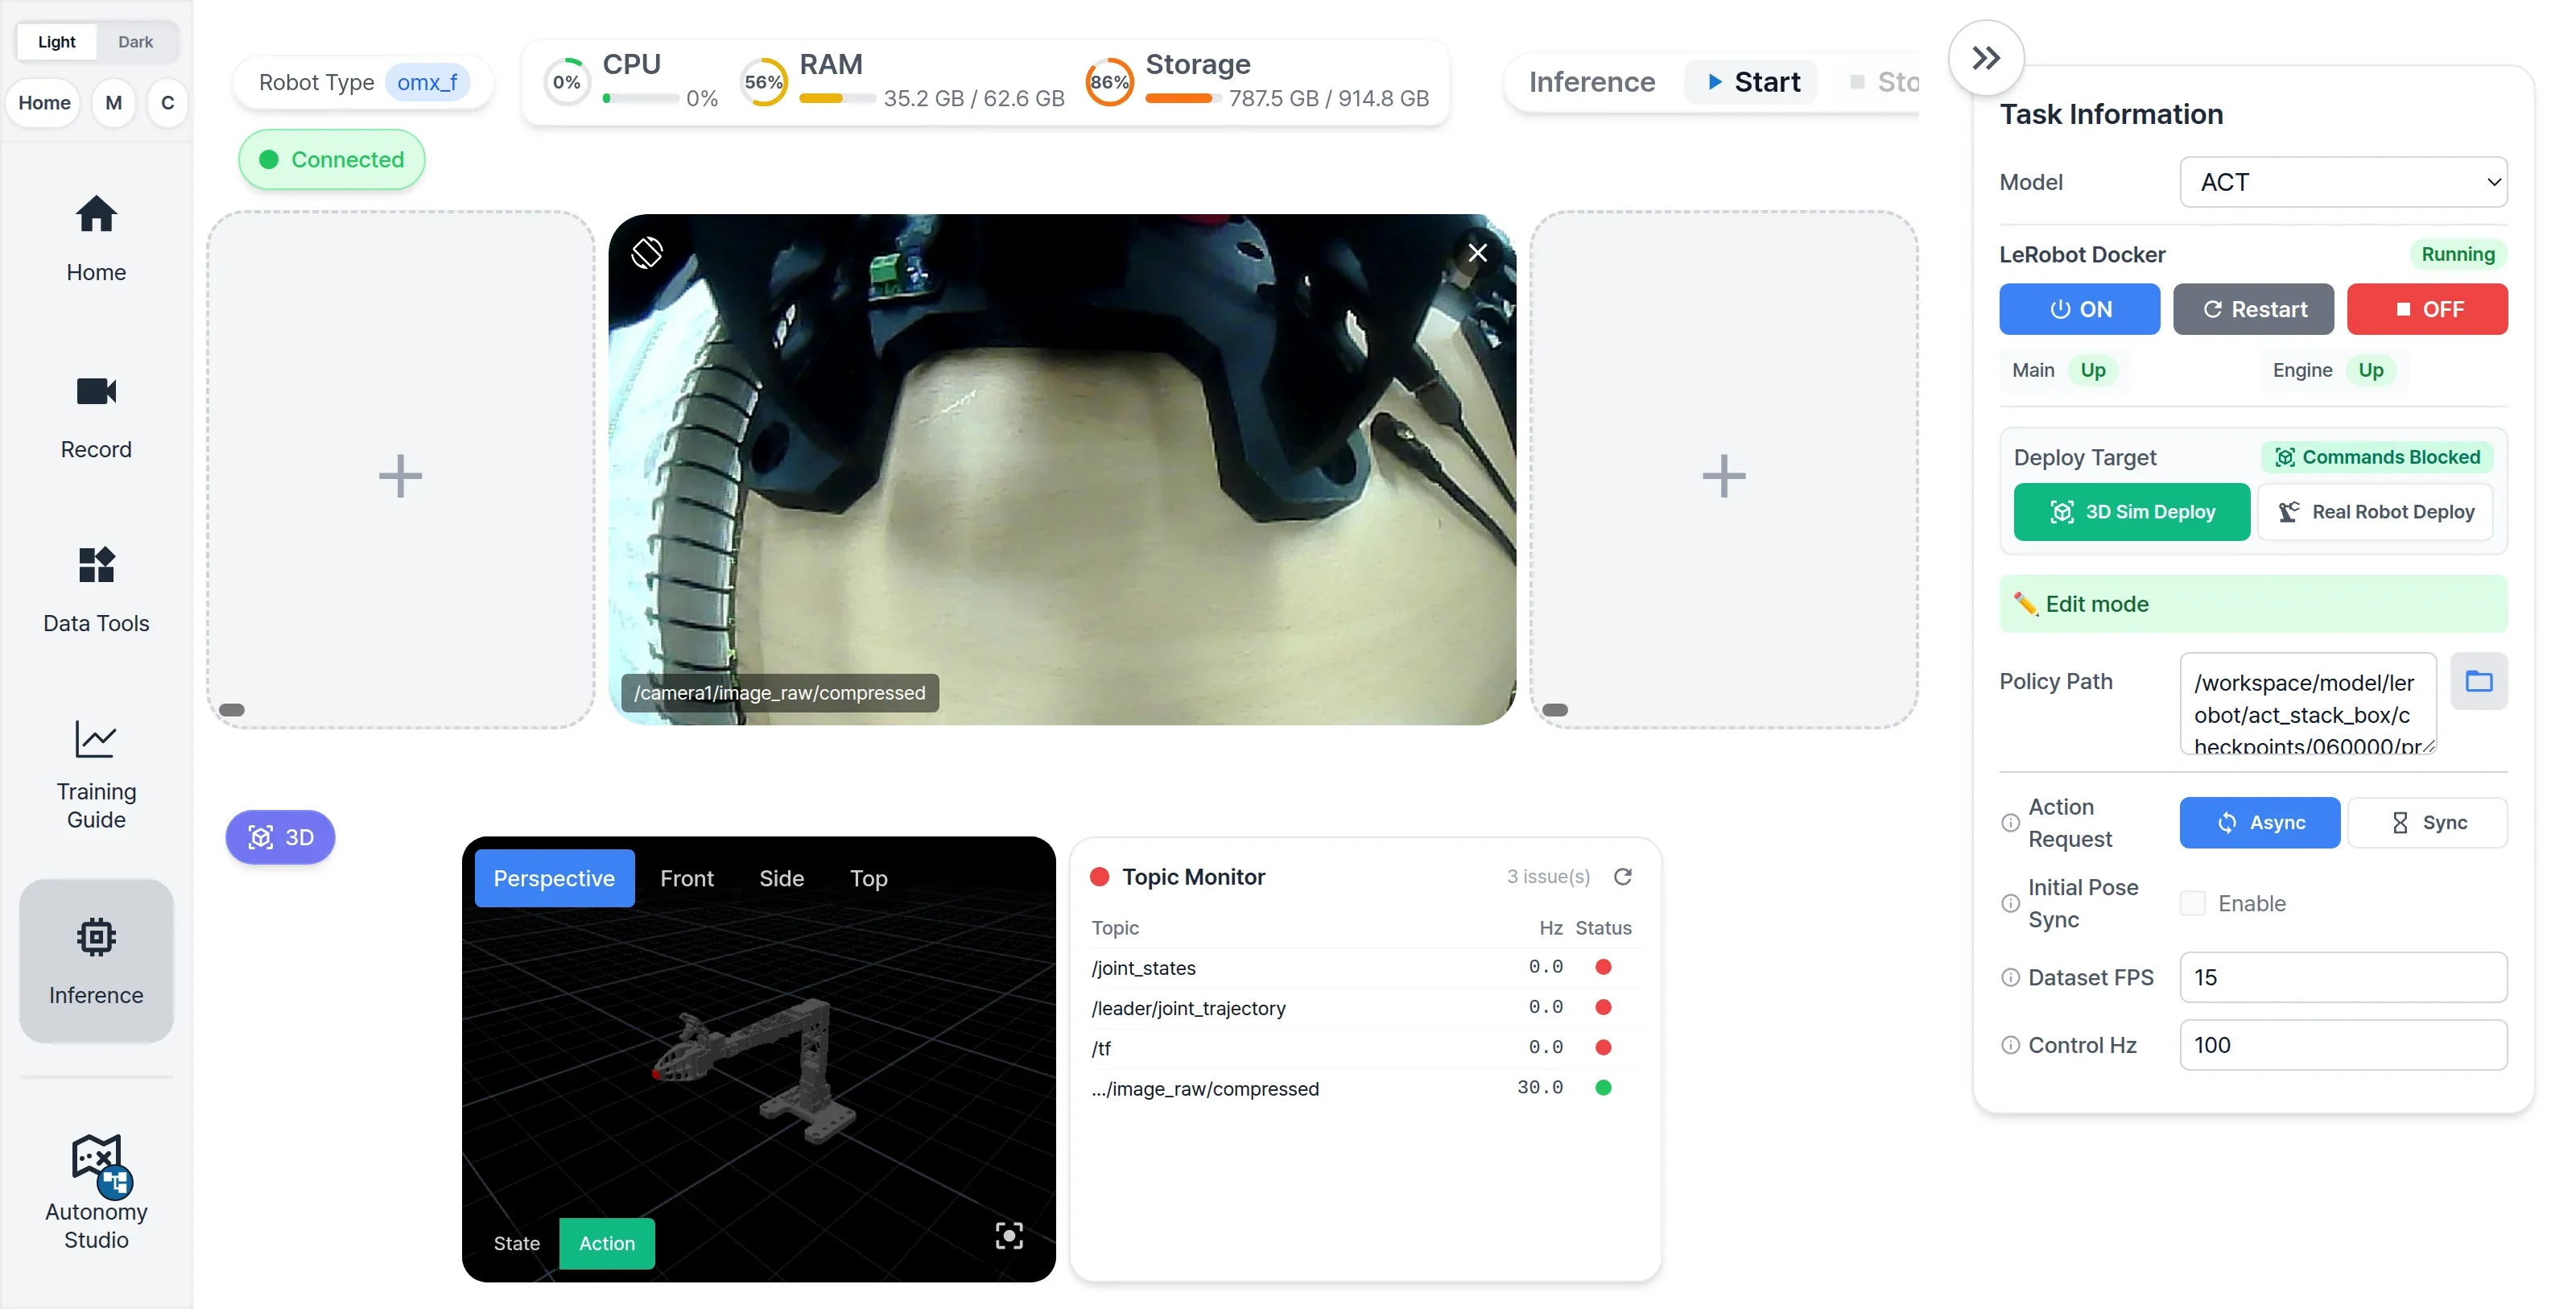 Light
Dark
Home
M
C
Home
Record
Data Tools
Training
Guide
Inference
Autonomy
Studio
Robot Type omx_f
Connected
0%
CPU
0%
56%
RAM
35.2 GB / 62.6 GB
86%
Storage
787.5 GB / 914.8 GB
Inference
Start
Sto
/camera1/image_raw/compressed
3D
Perspective
Front
Side
Top
State
Action
Topic Monitor
3 issue(s)
Topic Hz Status
/joint_states 0.0
/leader/joint_trajectory 0.0
/tf 0.0
.../image_raw/compressed 30.0
Task Information
Model
ACT
LeRobot Docker
Running
ON
Restart
OFF
Main Up
Engine Up
Deploy Target
Commands Blocked
3D Sim Deploy
Real Robot Deploy
Edit mode
Policy Path
/workspace/model/ler
obot/act_stack_box/c
heckpoints/060000/pr
Action
Request
Async
Sync
Initial Pose
Sync
Enable
Dataset FPS
15
Control Hz
100